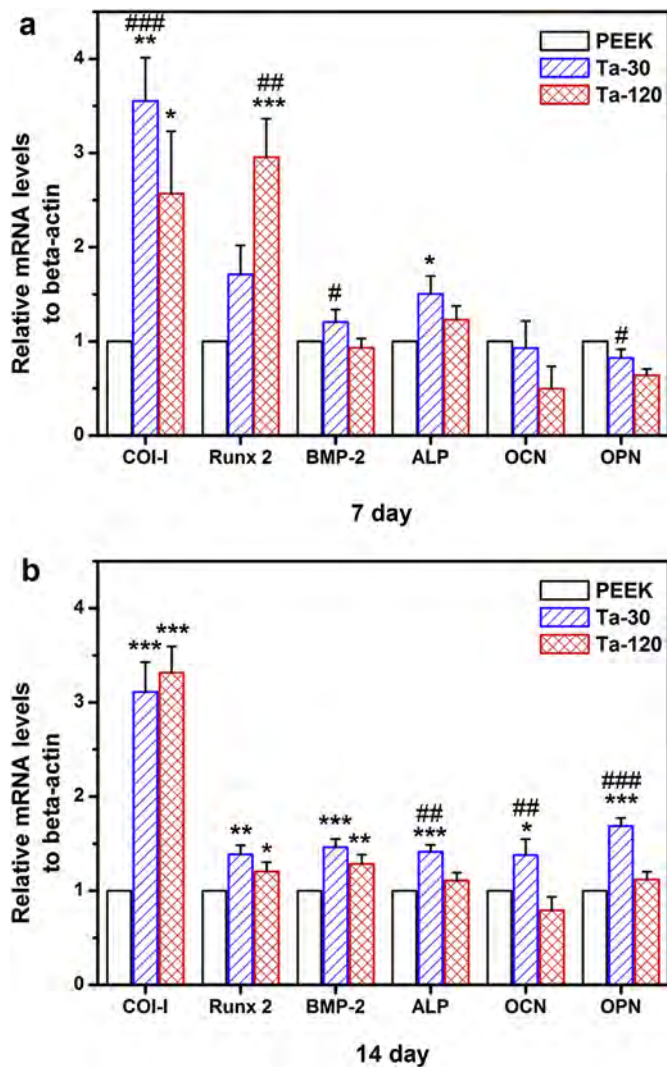 a
###
**
*
##
***
#
*
#
PEEK
Ta-30
Ta-120
Relative mRNA levels
to beta-actin
4
3
2
1
0
COI-I Runx 2 BMP-2 ALP OCN OPN
7 day
b
PEEK
Ta-30
Ta-120
Relative mRNA levels
to beta-actin
4
3
2
1
0
*** ***
** *
*** **
##
***
##
*
###
***
COI-I Runx 2 BMP-2 ALP OCN OPN
14 day